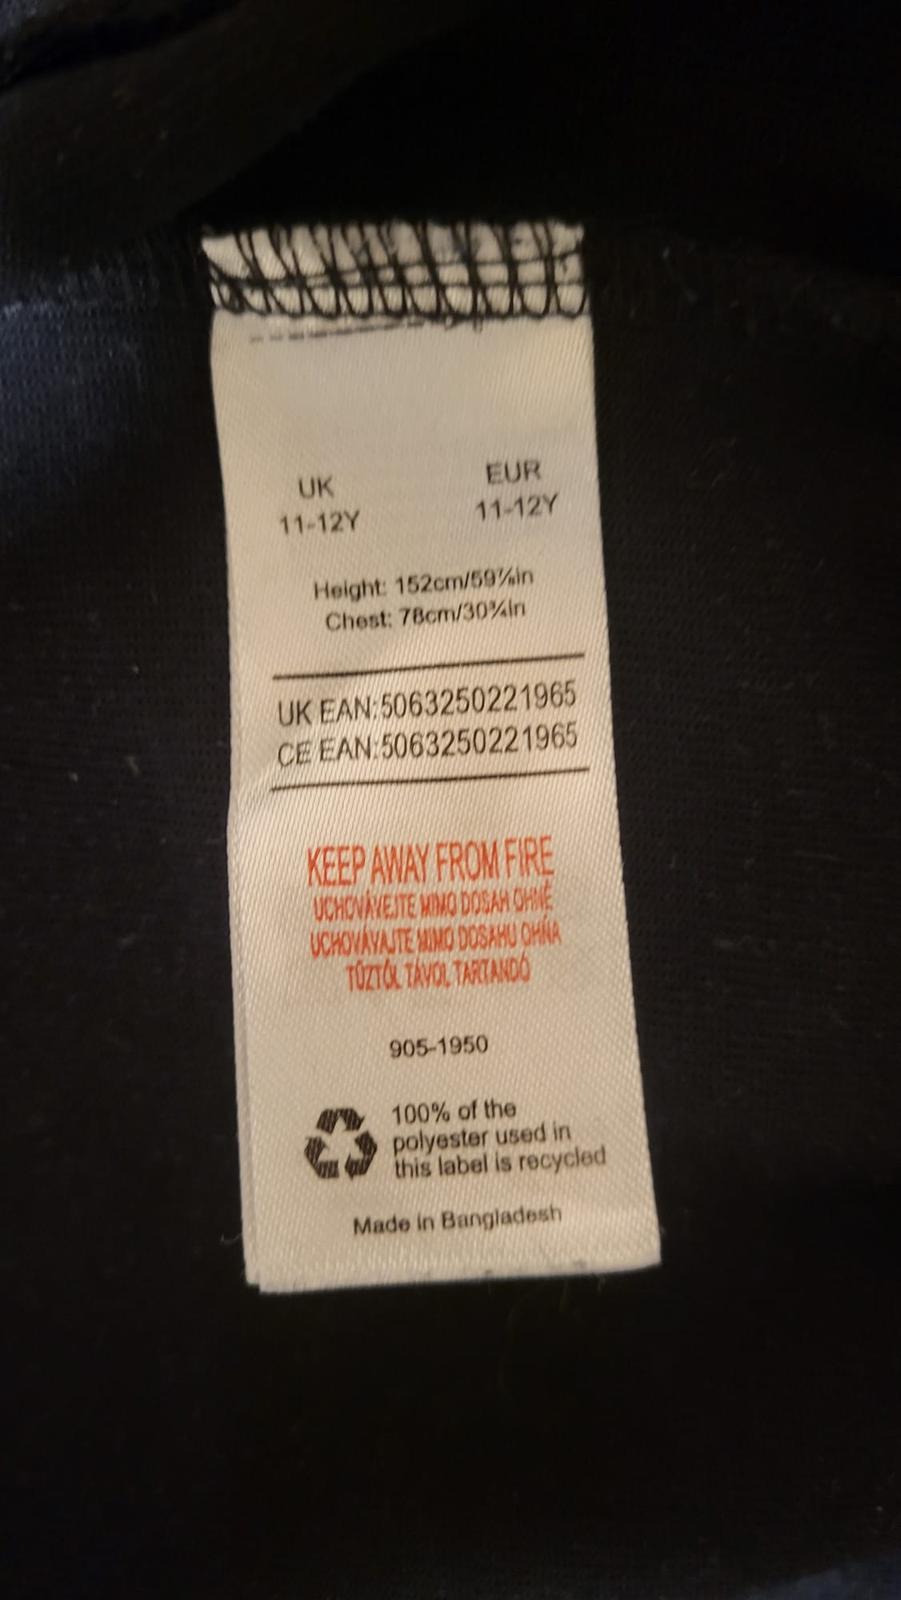 UK EUR
11-12Y 11-12Y
Height: 152cm/59⅞in
Chest: 78cm/30¾in
UK EAN:5063250221965
CE EAN:5063250221965
KEEP AWAY FROM FIRE
UCHOVÁVEJTE MIMO DOSAH OHNĚ
UCHOVÁVAJTE MIMO DOSAHU OHŇA
TŰZTŐL TÁVOL TARTANDÓ
905-1950
100% of the
polyester used in
this label is recycled
Made in Bangladesh